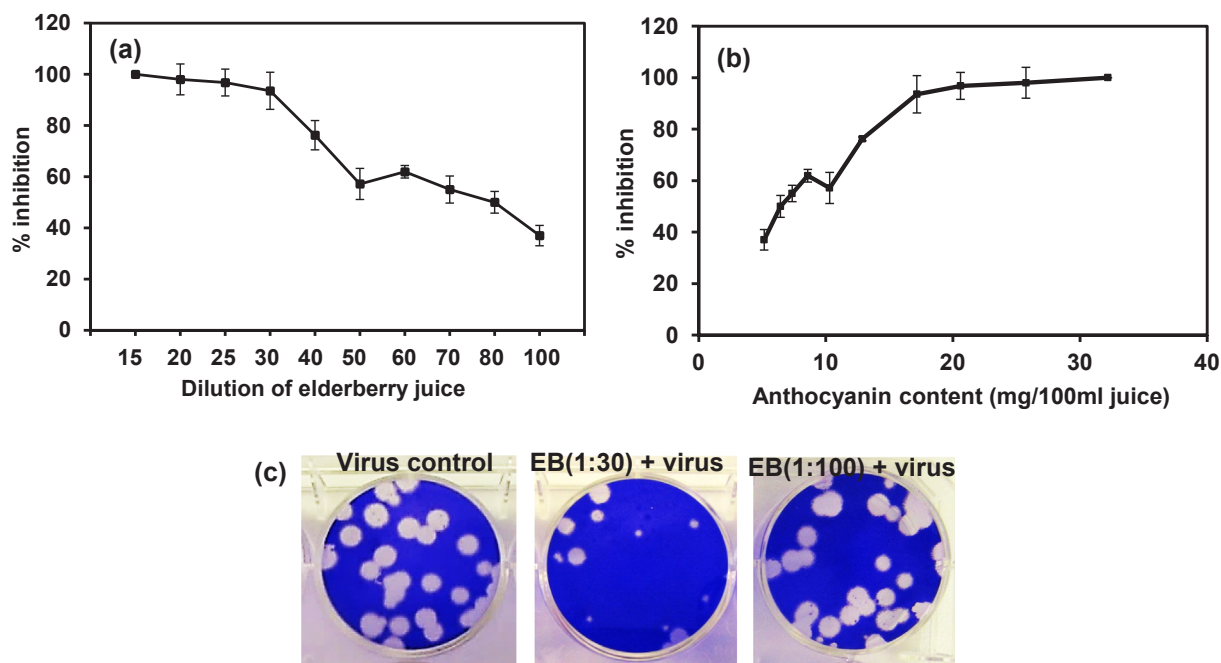 (a)
120
100
80
60
40
20
0
% inhibition
15 20 25 30 40 50 60 70 80 100
Dilution of elderberry juice
(b)
120
100
80
60
40
20
0
% inhibition
0 10 20 30 40
Anthocyanin content (mg/100ml juice)
(c)
Virus control EB(1:30) + virus EB(1:100) + virus